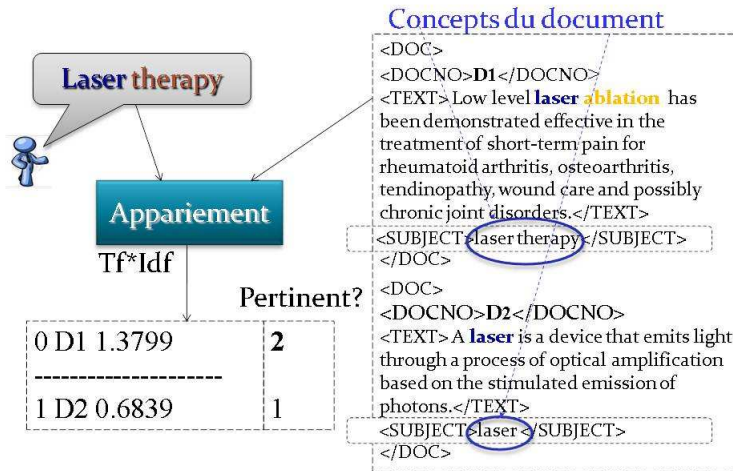 Concepts du document
Laser therapy
Appariement
Tf*Idf
Pertinent?
0 D1 1.3799 2
---------------------
1 D2 0.6839 1
<DOC>
<DOCNO>D1</DOCNO>
<TEXT>Low level laser ablation has
been demonstrated effective in the
treatment of short-term pain for
rheumatoid arthritis, osteoarthritis,
tendinopathy, wound care and possibly
chronic joint disorders.</TEXT>
<SUBJECT>laser therapy</SUBJECT>
</DOC>
<DOC>
<DOCNO>D2</DOCNO>
<TEXT>A laser is a device that emits light
through a process of optical amplification
based on the stimulated emission of
photons.</TEXT>
<SUBJECT>laser</SUBJECT>
</DOC>